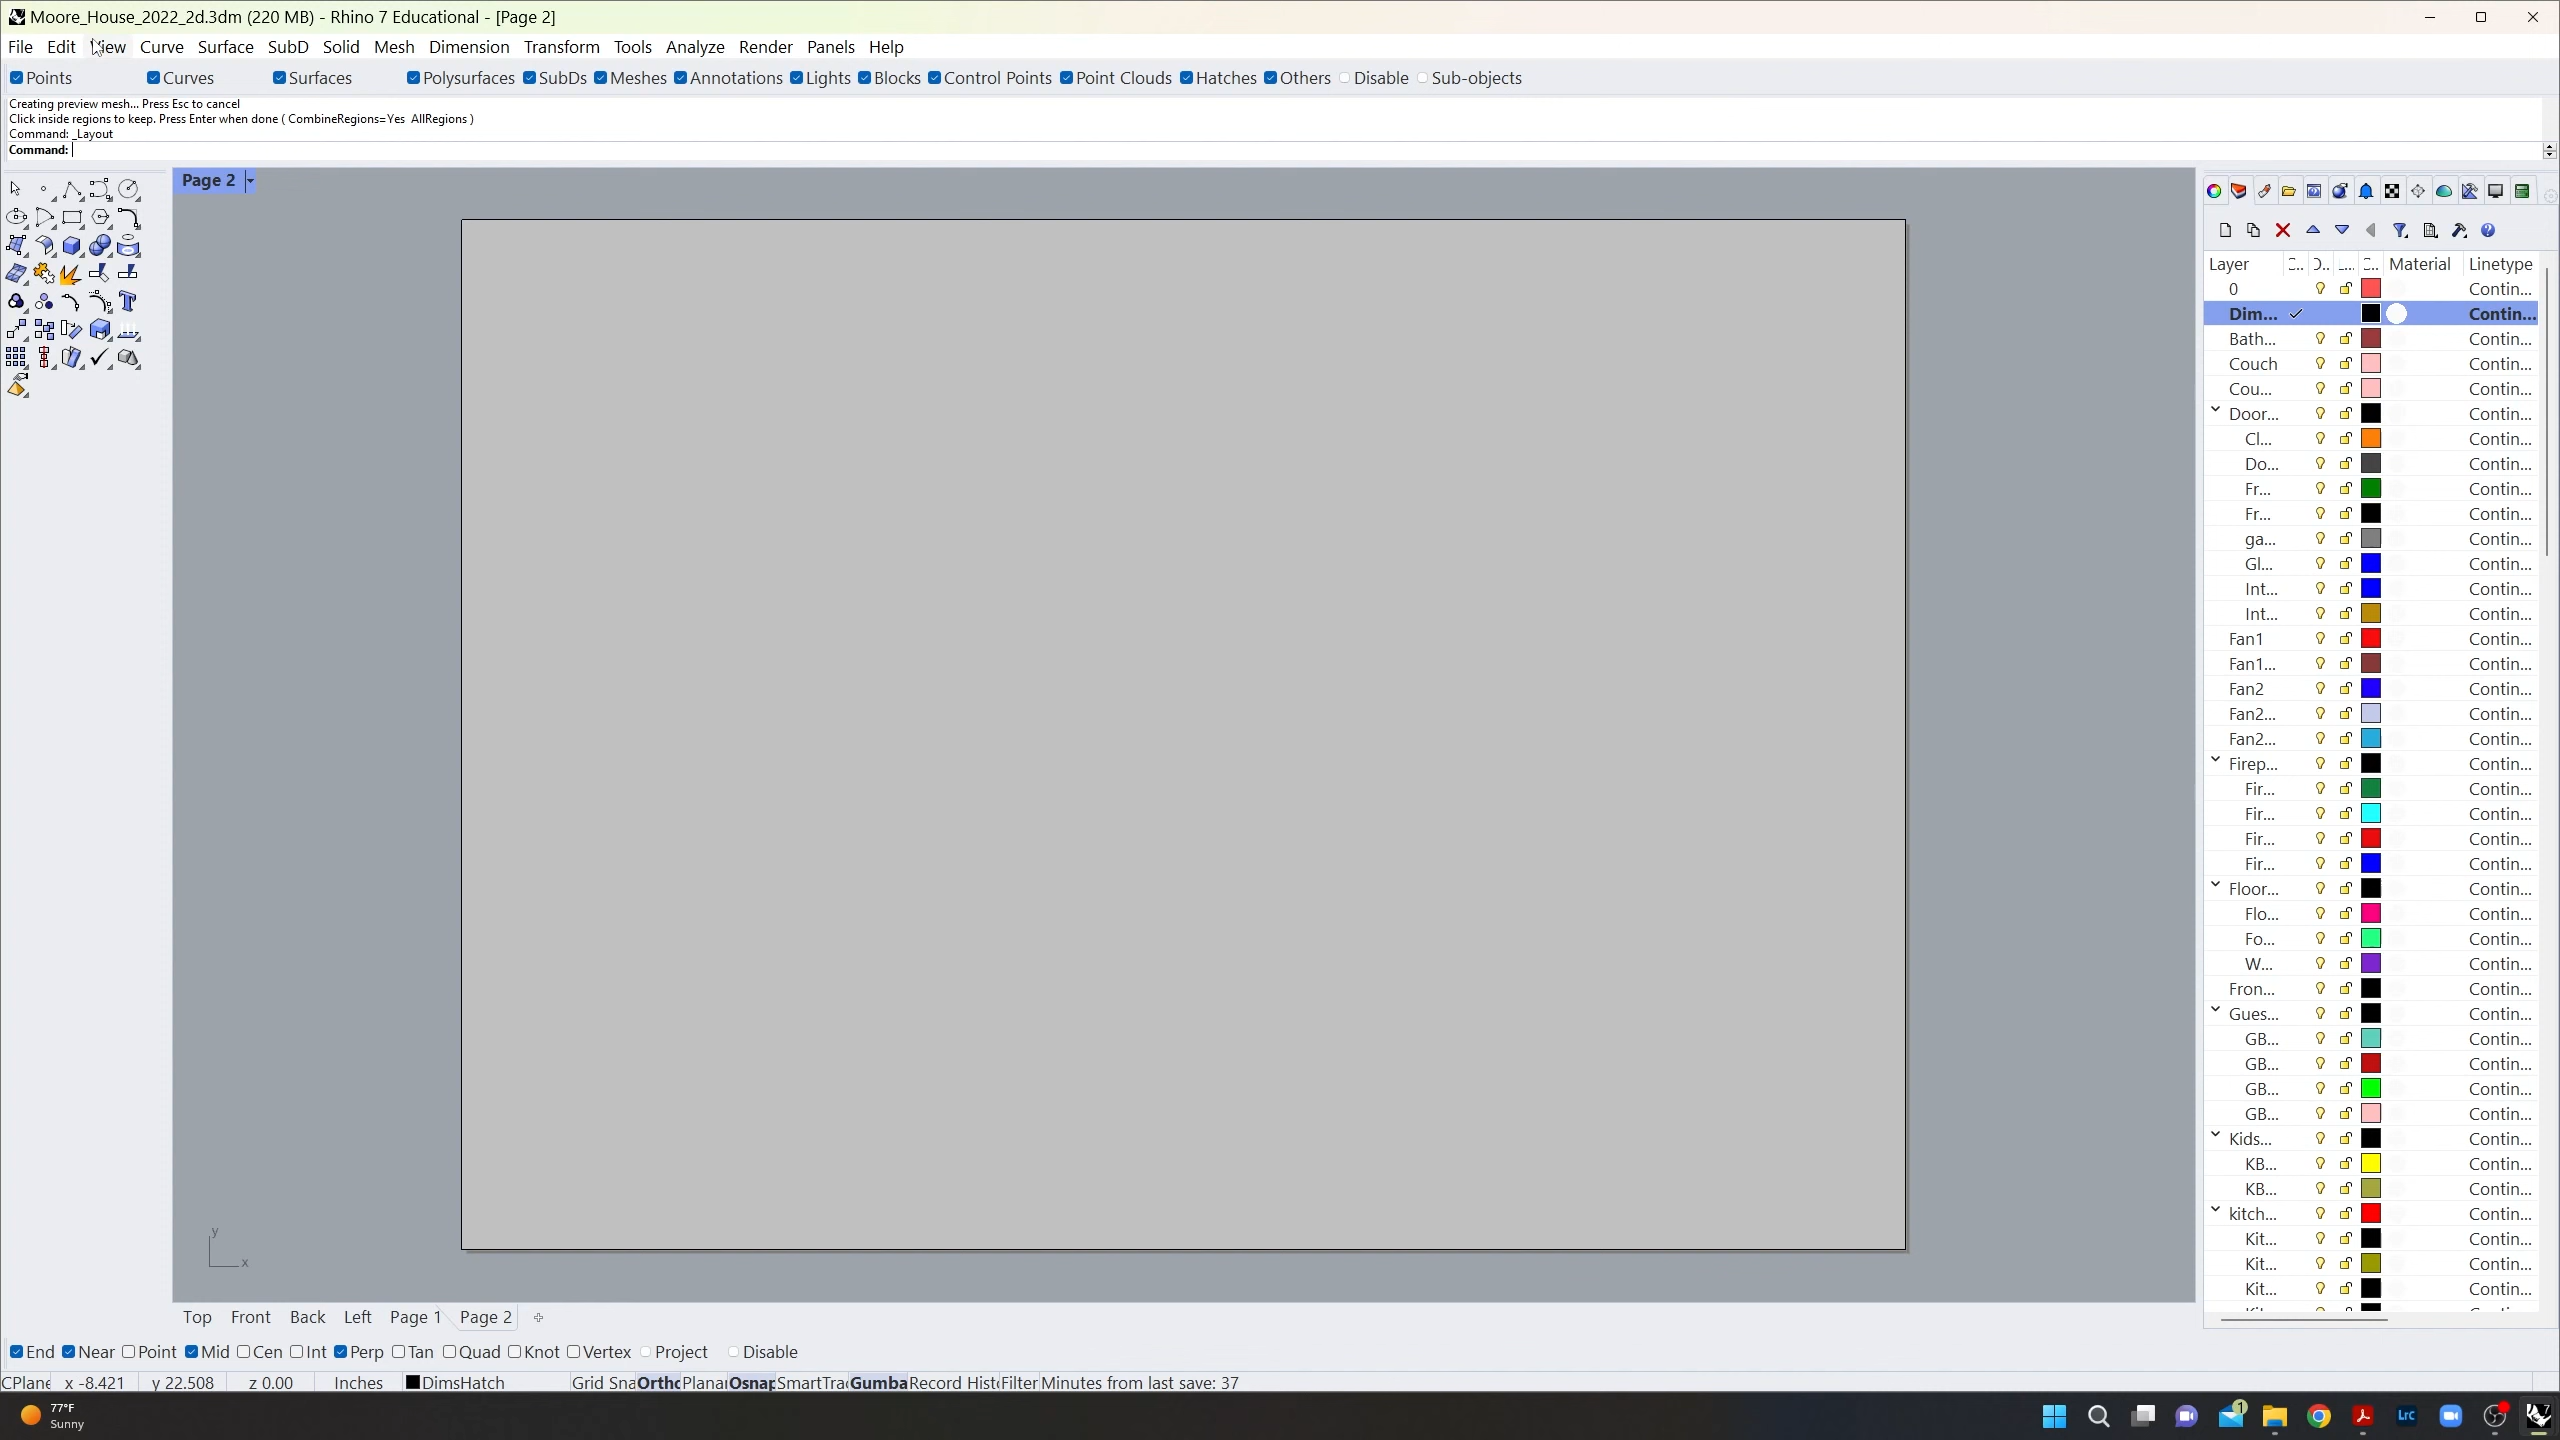 Moore_House_2022_2d.3dm (220 MB) - Rhino 7 Educational - [Page 2]
File Edit View Curve Surface SubD Solid Mesh Dimension Transform Tools Analyze Render Panels Help
Points Curves Surfaces Polysurfaces SubDs Meshes Annotations Lights Blocks Control Points Point Clouds Hatches Others Disable Sub-objects
Creating preview mesh... Press Esc to cancel
Click inside regions to keep. Press Enter when done ( CombineRegions=Yes AllRegions )
Command: _Layout
Command:
Page 2
Layer Material Linetype
0 Contin...
Dim... Contin...
Bath... Contin...
Couch Contin...
Cou... Contin...
Door... Contin...
Cl... Contin...
Do... Contin...
Fr... Contin...
Fr... Contin...
ga... Contin...
Gl... Contin...
Int... Contin...
Int... Contin...
Fan1 Contin...
Fan1... Contin...
Fan2 Contin...
Fan2... Contin...
Fan2... Contin...
Firep... Contin...
Fir... Contin...
Fir... Contin...
Fir... Contin...
Fir... Contin...
Floor... Contin...
Flo... Contin...
Fo... Contin...
W... Contin...
Fron... Contin...
Gues... Contin...
GB... Contin...
GB... Contin...
GB... Contin...
GB... Contin...
Kids... Contin...
KB... Contin...
KB... Contin...
kitch... Contin...
Kit... Contin...
Kit... Contin...
Kit... Contin...
y
x
Top Front Back Left Page 1 Page 2
End Near Point Mid Cen Int Perp Tan Quad Knot Vertex Project Disable
CPlane x -8.421 y 22.508 z 0.00 Inches DimsHatch Grid Sna Ortho Planar Osnap SmartTra Gumba Record Hist Filter Minutes from last save: 37
77°F
Sunny
LrC
1